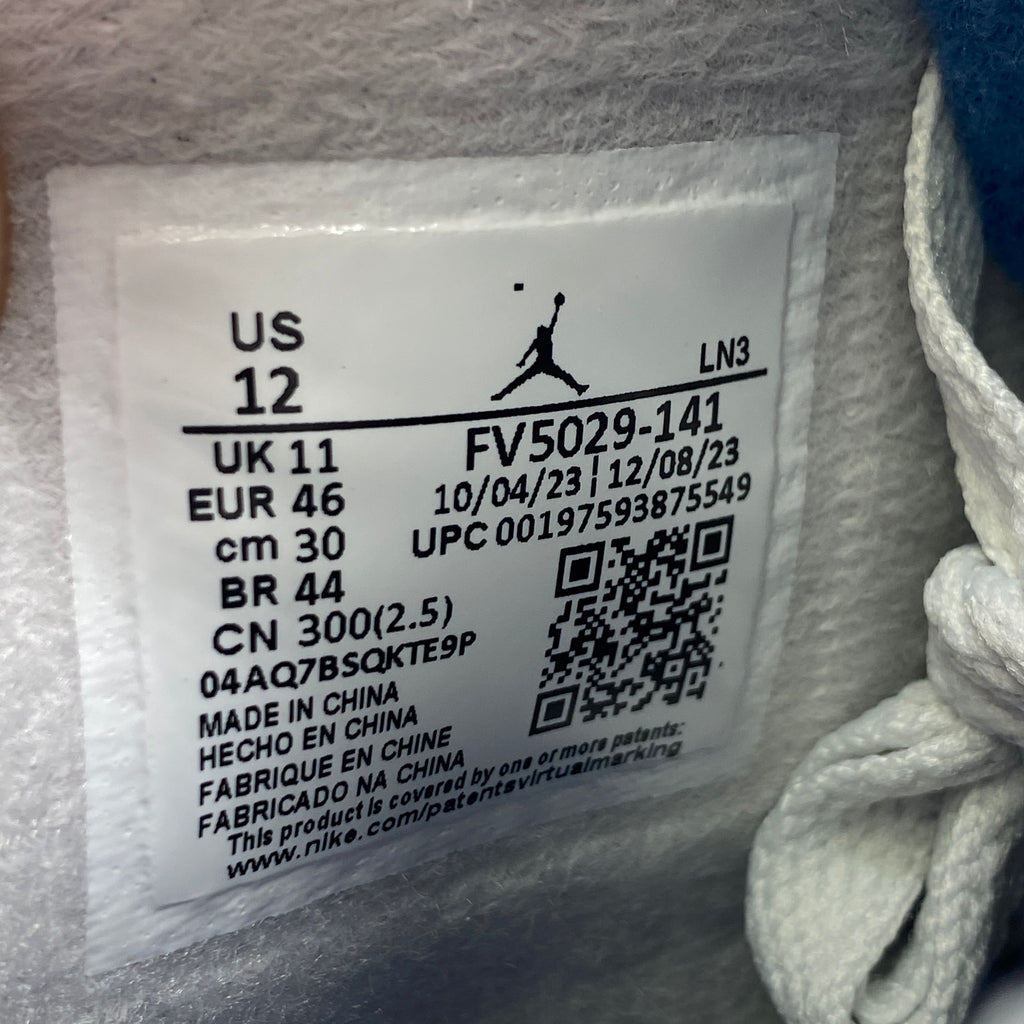 US
12
LN3
UK 11
EUR 46
cm 30
BR 44
CN 300(2.5)
04AQ7BSQKTE9P
FV5029-141
10/04/23 | 12/08/23
UPC 00197593875549
MADE IN CHINA
HECHO EN CHINA
FABRIQUE EN CHINE
FABRICADO NA CHINA
This product is covered by one or more patents:
www.nike.com/patentsvirtualmarking